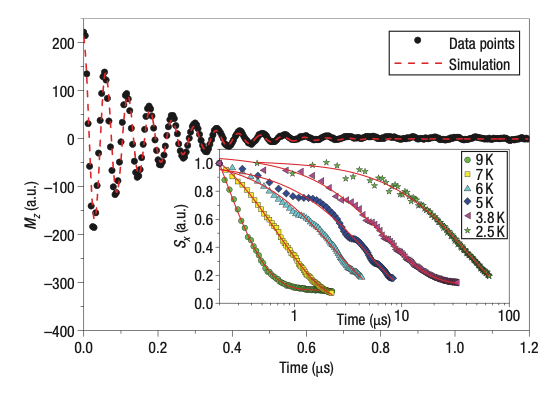 Data points
Simulation
200
100
0
−100
−200
−300
−400
Mz (a.u.)
0.0
0.2
0.4
0.6
0.8
1.0
1.2
Time (μs)
9 K
7 K
6 K
5 K
3.8 K
2.5 K
1.0
0.8
0.6
0.4
0.2
0.0
Sx (a.u.)
1
10
100
Time (μs)